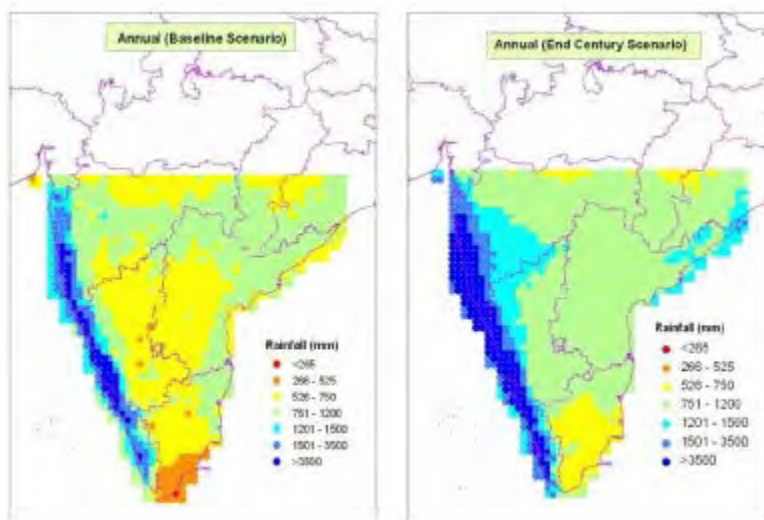 Annual (Baseline Scenario)
Rainfall (mm)
<265
266 - 525
526 - 750
751 - 1200
1201 - 1500
1501 - 3500
>3500
Annual (End Century Scenario)
Rainfall (mm)
<265
266 - 525
526 - 750
751 - 1200
1201 - 1500
1501 - 3500
>3500